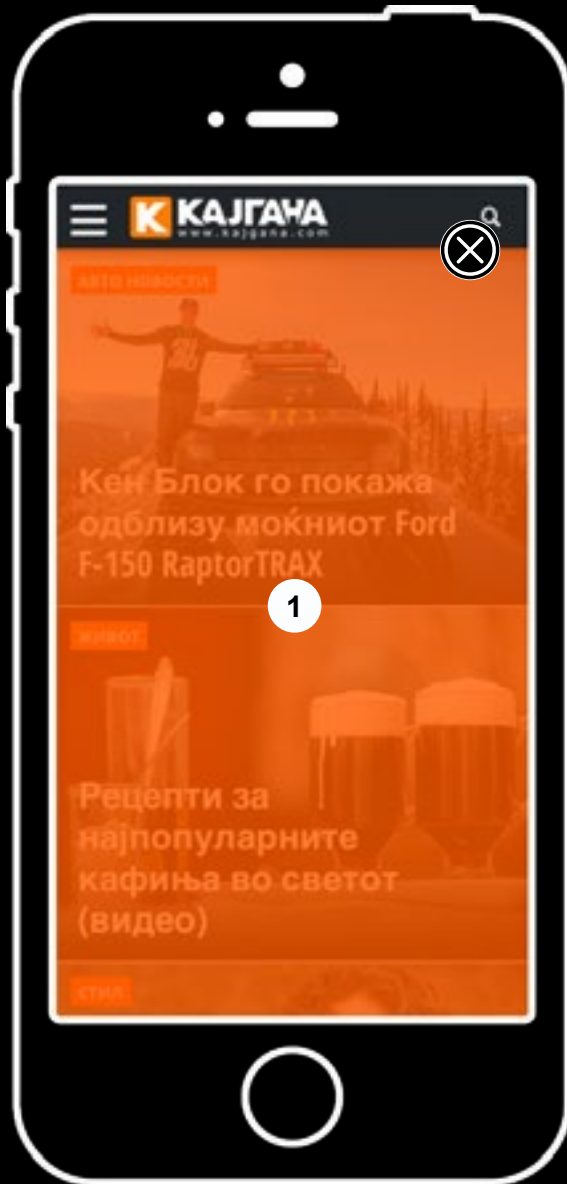 К КАЈГАНА
www.kajgana.com
АВТО НОВОСТИ
Кен Блок го покажа
одблизу моќниот Ford
F-150 RaptorTRAX
1
ЖИВОТ
Рецепти за
најпопуларните
кафиња во светот
(видео)
СТИЛ